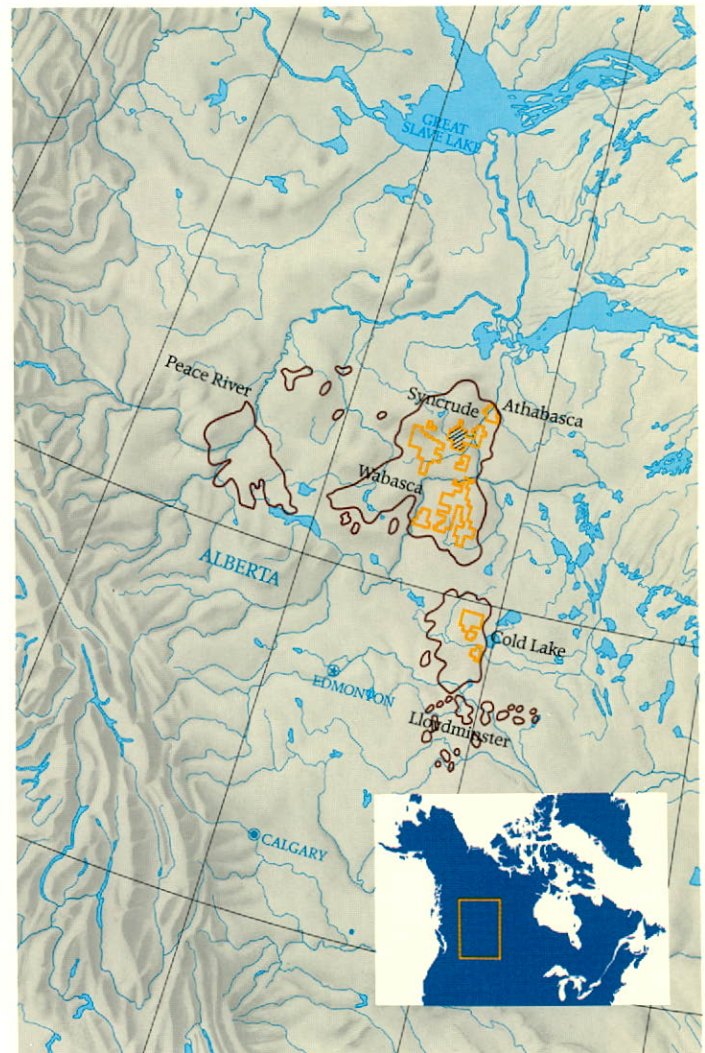 GREAT
SLAVE LAKE
Peace River
Syncrude
Athabasca
Wabasca
ALBERTA
Cold Lake
EDMONTON
Lloydminster
CALGARY